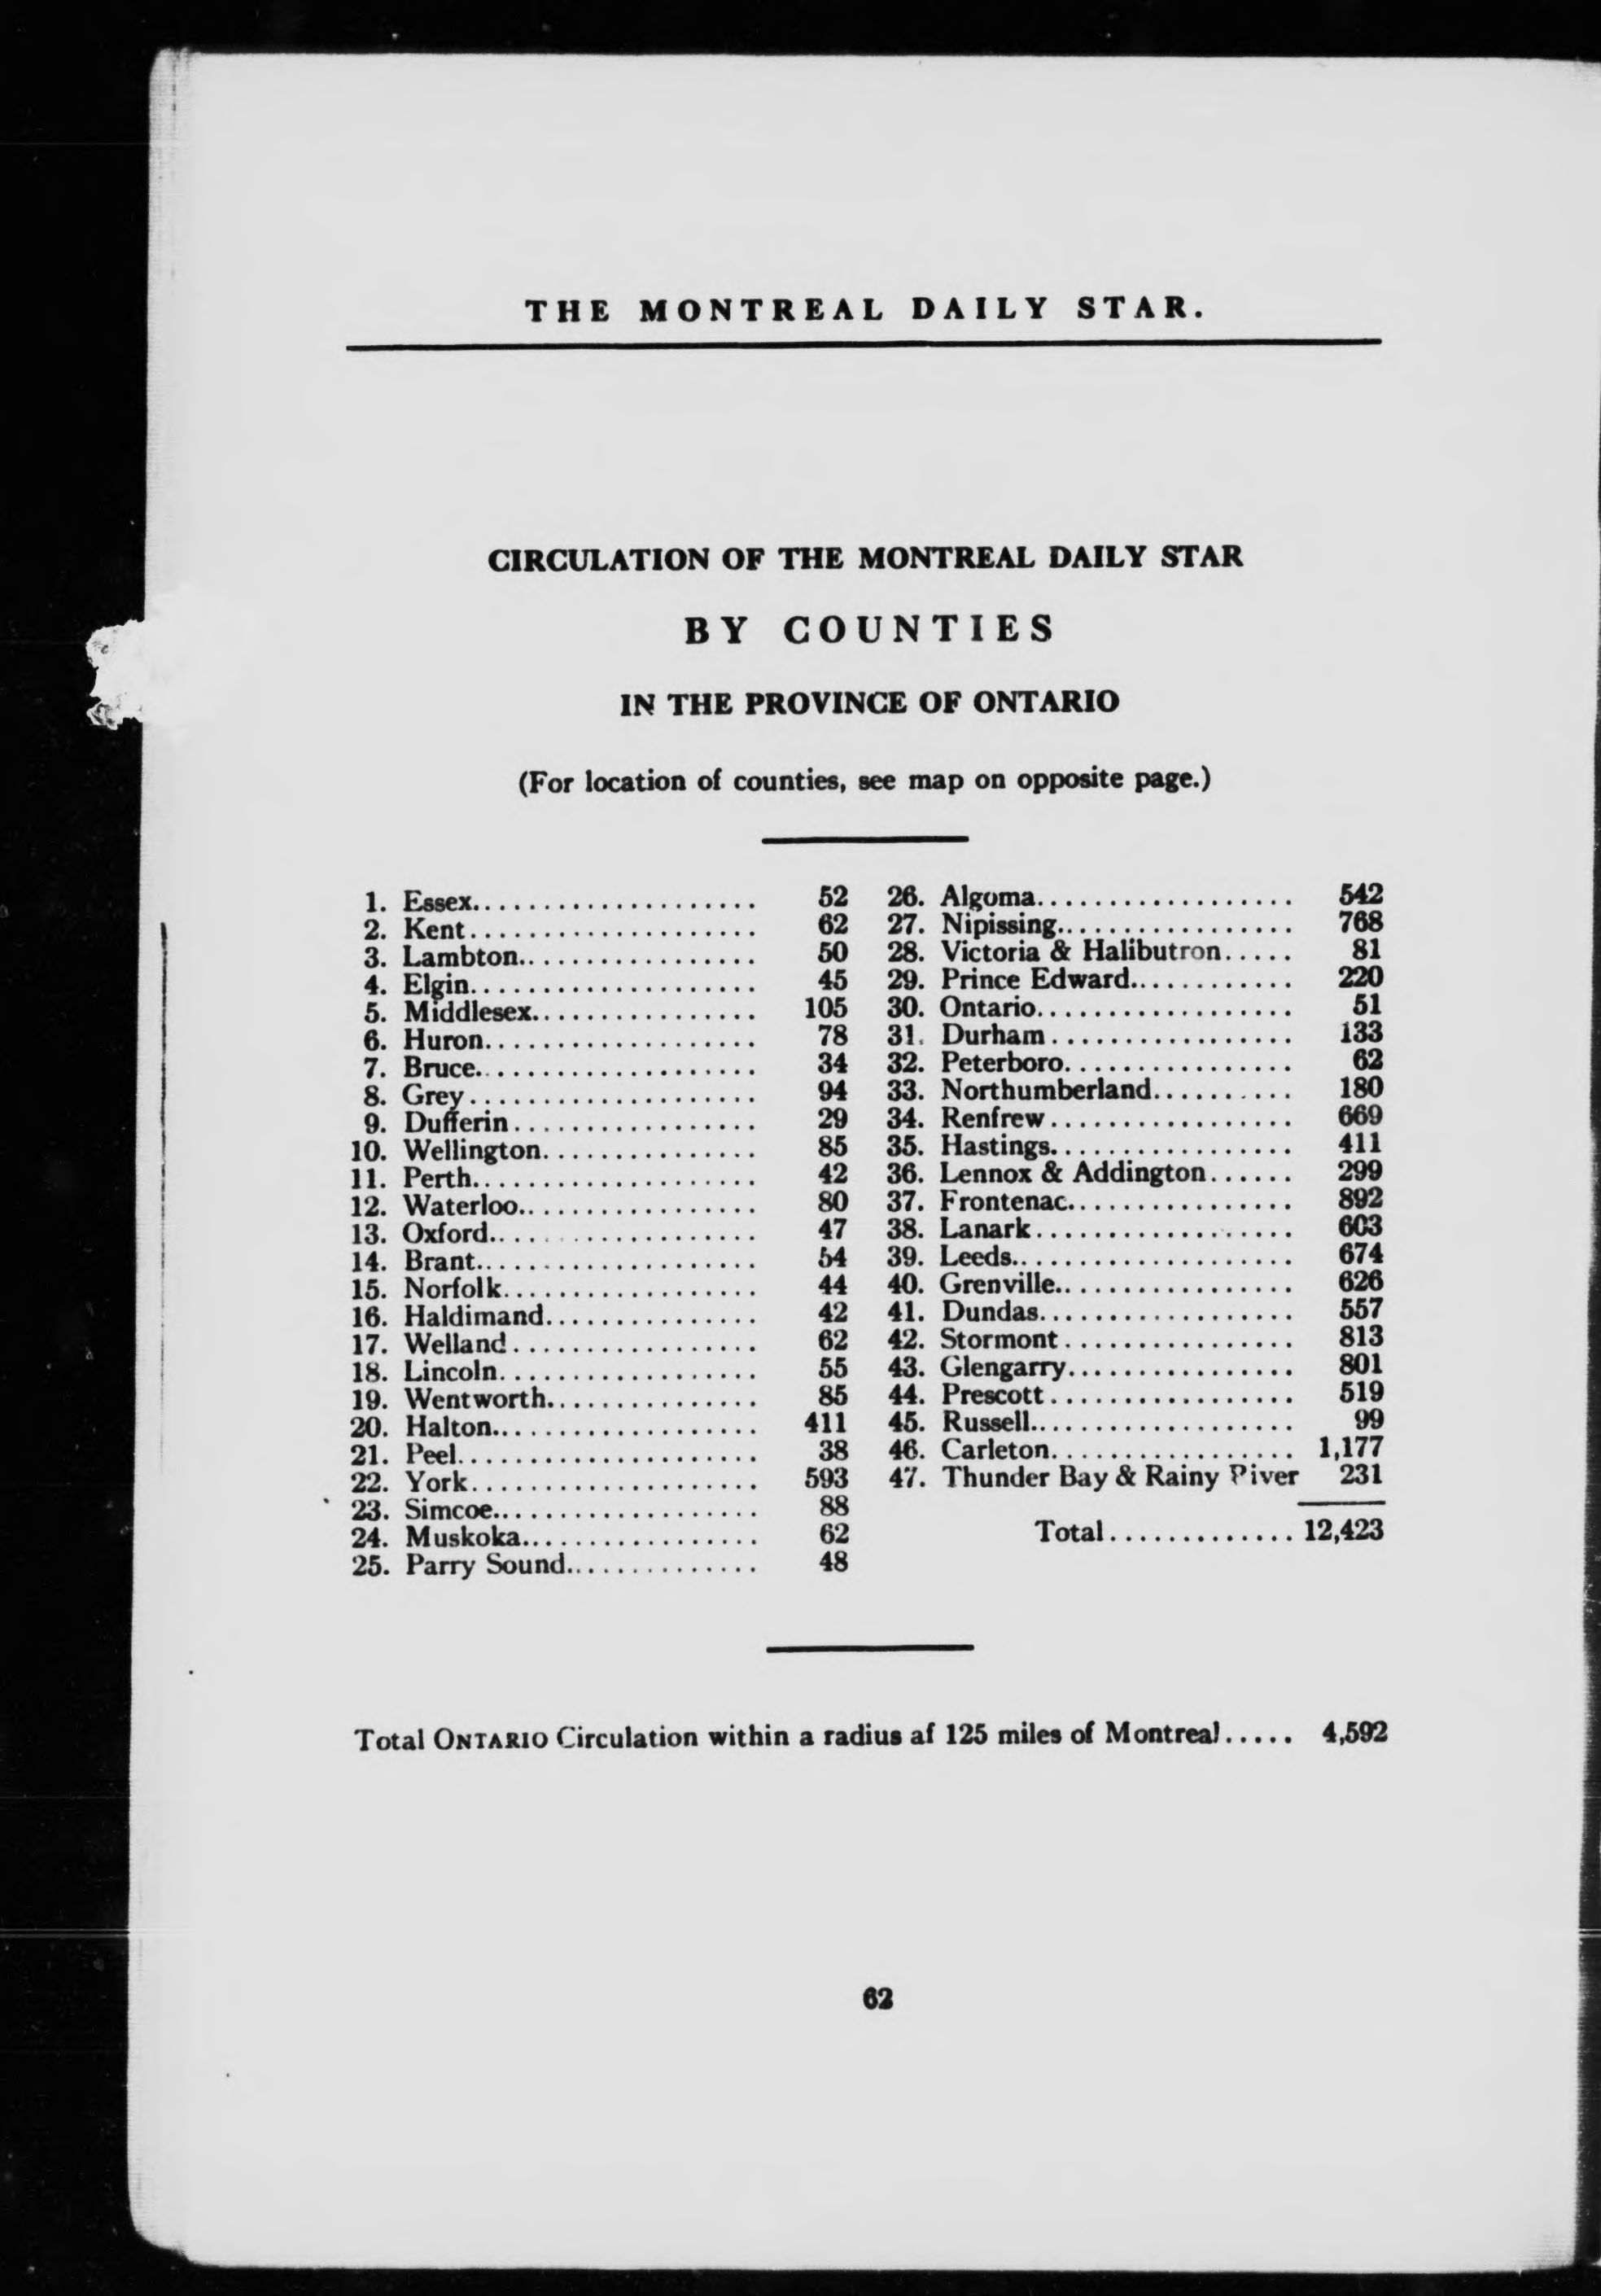 THE MONTREAL DAILY STAR.
CIRCULATION OF THE MONTREAL DAILY STAR
BY COUNTIES
IN THE PROVINCE OF ONTARIO
(For location of counties, see map on opposite page.)
1. Essex.................... 52
2. Kent.................... 62
3. Lambton................. 50
4. Elgin.................... 45
5. Middlesex................ 105
6. Huron................... 78
7. Bruce.................... 34
8. Grey.................... 94
9. Dufferin................. 29
10. Wellington............... 85
11. Perth.................... 42
12. Waterloo................. 80
13. Oxford................... 47
14. Brant.................... 54
15. Norfolk.................. 44
16. Haldimand............... 42
17. Welland................. 62
18. Lincoln.................. 55
19. Wentworth............... 85
20. Halton................... 411
21. Peel..................... 38
22. York.................... 593
23. Simcoe................... 88
24. Muskoka................. 62
25. Parry Sound.............. 48
26. Algoma.................. 542
27. Nipissing................. 768
28. Victoria & Halibutron..... 81
29. Prince Edward............ 220
30. Ontario.................. 51
31. Durham................. 133
32. Peterboro................ 62
33. Northumberland.......... 180
34. Renfrew................. 669
35. Hastings................. 411
36. Lennox & Addington...... 299
37. Frontenac................ 892
38. Lanark.................. 603
39. Leeds.................... 674
40. Grenville................. 626
41. Dundas.................. 557
42. Stormont................ 813
43. Glengarry................ 801
44. Prescott................. 519
45. Russell................... 99
46. Carleton................. 1,177
47. Thunder Bay & Rainy River 231
Total............. 12,423
Total ONTARIO Circulation within a radius af 125 miles of Montreal..... 4,592
62